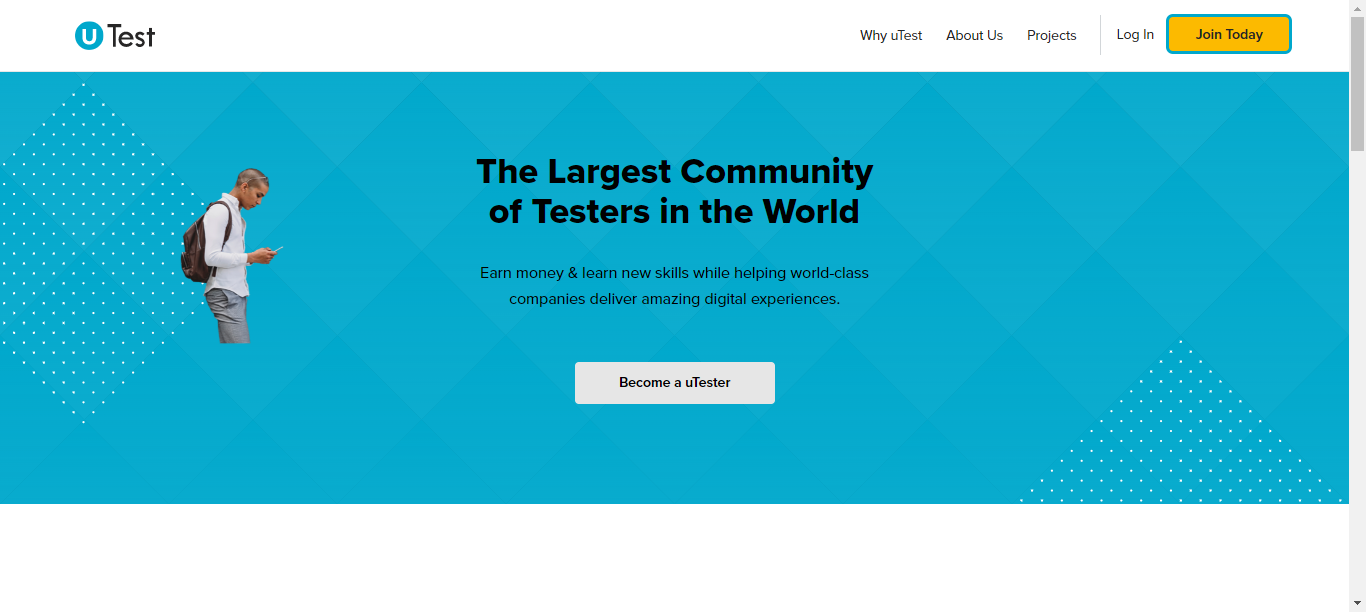 uTest
Why uTest
About Us
Projects
Log In
Join Today
The Largest Community
of Testers in the World
Earn money & learn new skills while helping world-class
companies deliver amazing digital experiences.
Become a uTester